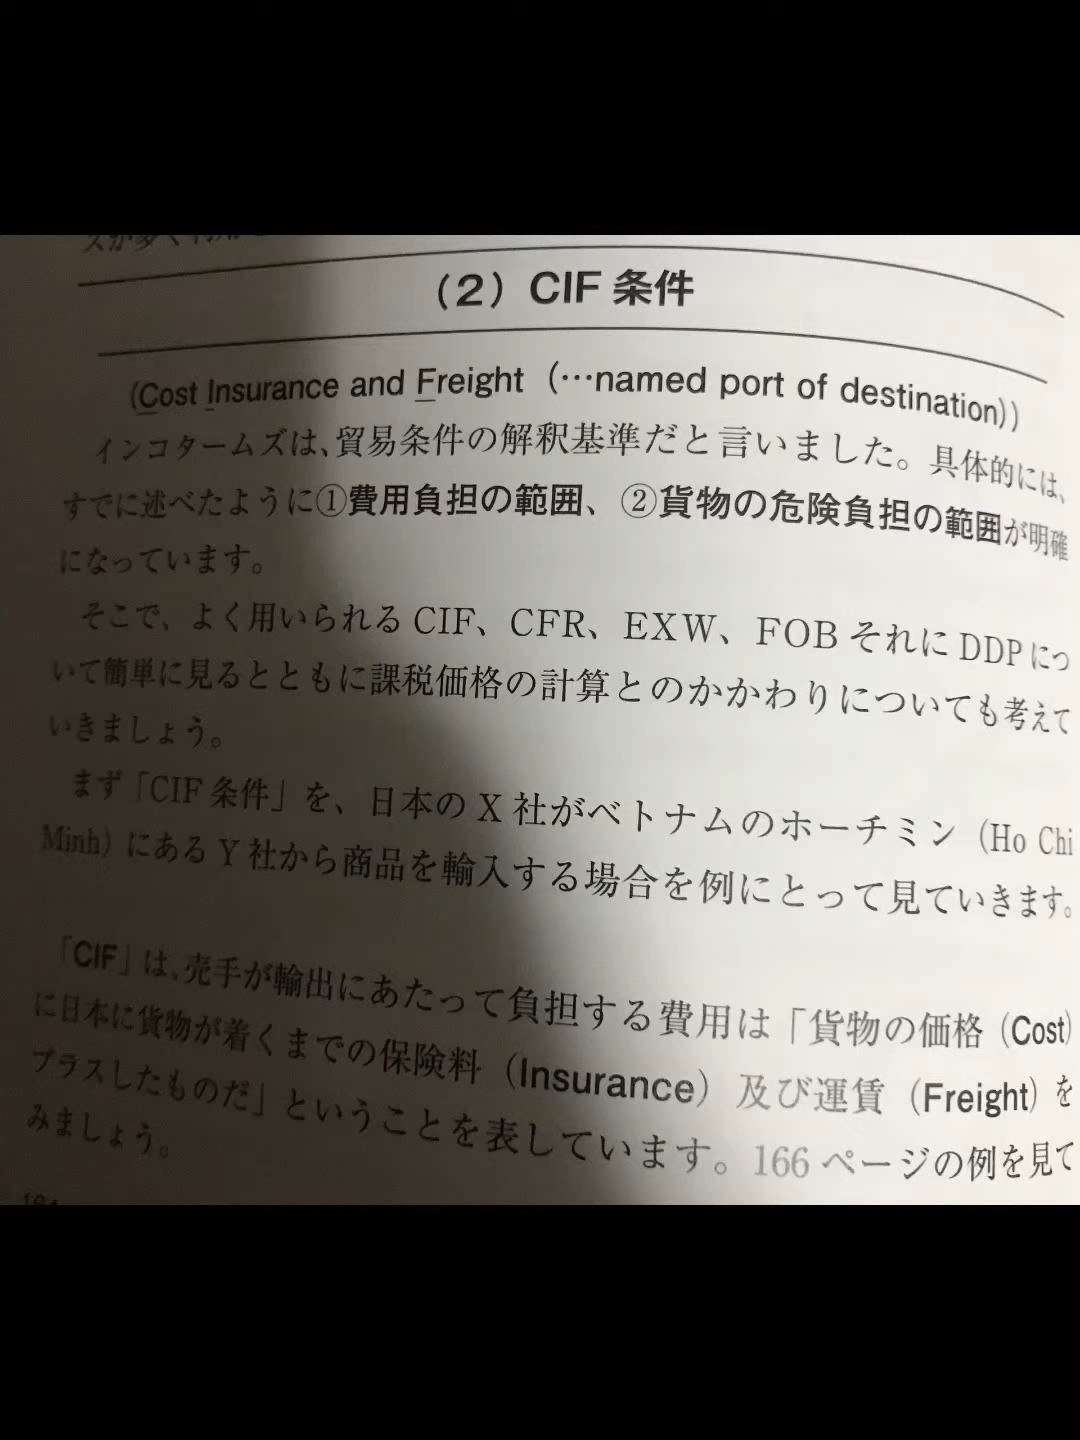 (2) CIF 条件
(Cost Insurance and Freight (…named port of destination))
インコタームズは、貿易条件の解釈基準だと言いました。具体的には、
すでに述べたように①費用負担の範囲、②貨物の危険負担の範囲が明確
になっています。
そこで、よく用いられる CIF、CFR、EXW、FOB それに DDP につ
いて簡単に見るとともに課税価格の計算とのかかわりについても考えて
いきましょう。
まず「CIF 条件」を、日本の X 社がベトナムのホーチミン (Ho Chi
Minh) にある Y 社から商品を輸入する場合を例にとって見ていきます。
「CIF」は、売手が輸出にあたって負担する費用は「貨物の価格 (Cost)
に日本に貨物が着くまでの保険料 (Insurance) 及び運賃 (Freight) を
プラスしたものだ」ということを表しています。166 ページの例を見て
みましょう。